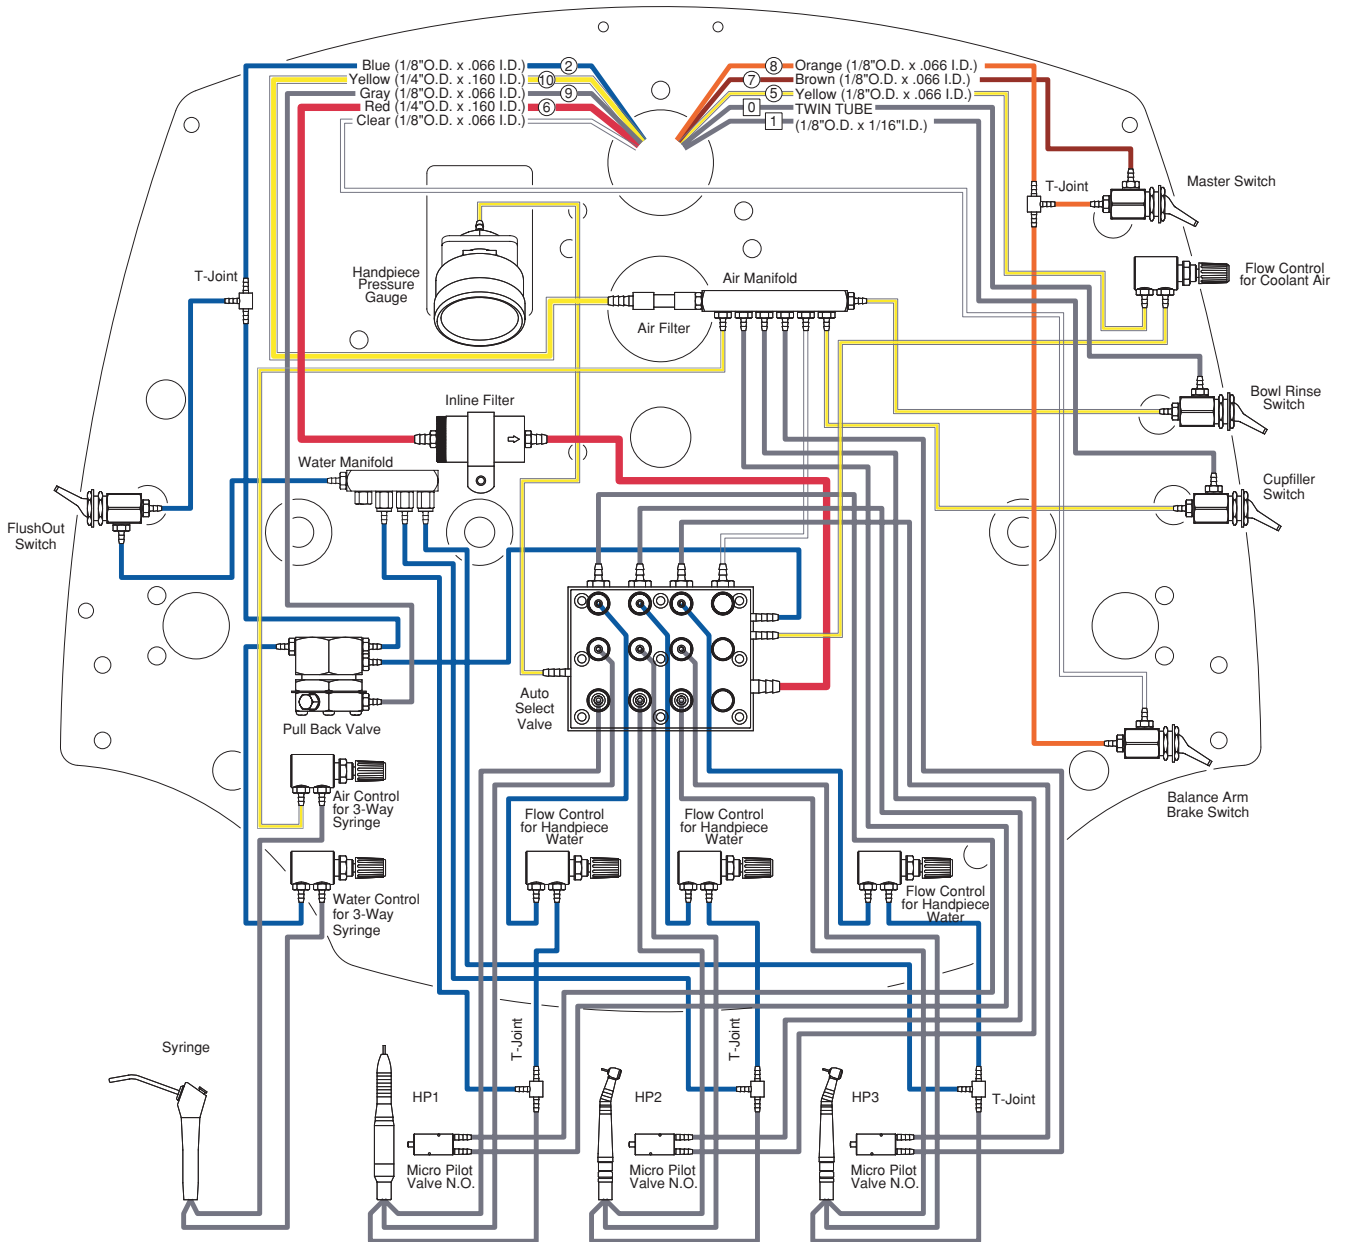 Blue (1/8"O.D. x .066 I.D.) 2
Yellow (1/4"O.D. x .160 I.D.) 10
Gray (1/8"O.D. x .066 I.D.) 9
Red (1/4"O.D. x .160 I.D.) 6
Clear (1/8"O.D. x .066 I.D.)
8 Orange (1/8"O.D. x .066 I.D.)
7 Brown (1/8"O.D. x .066 I.D.)
5 Yellow (1/8"O.D. x .066 I.D.)
0 TWIN TUBE
1 (1/8"O.D. x 1/16"I.D.)
T-Joint
Master Switch
T-Joint
Handpiece
Pressure
Gauge
Air Manifold
Air Filter
Flow Control
for Coolant Air
Inline Filter
Bowl Rinse
Switch
Water Manifold
Cupfiller
Switch
FlushOut
Switch
Auto
Select
Valve
Pull Back Valve
Air Control
for 3-Way
Syringe
Balance Arm
Brake Switch
Flow Control
for Handpiece
Water
Flow Control
for Handpiece
Water
Flow Control
for Handpiece
Water
Water Control
for 3-Way
Syringe
Syringe
T-Joint
T-Joint
T-Joint
HP1
HP2
HP3
Micro Pilot
Valve N.O.
Micro Pilot
Valve N.O.
Micro Pilot
Valve N.O.